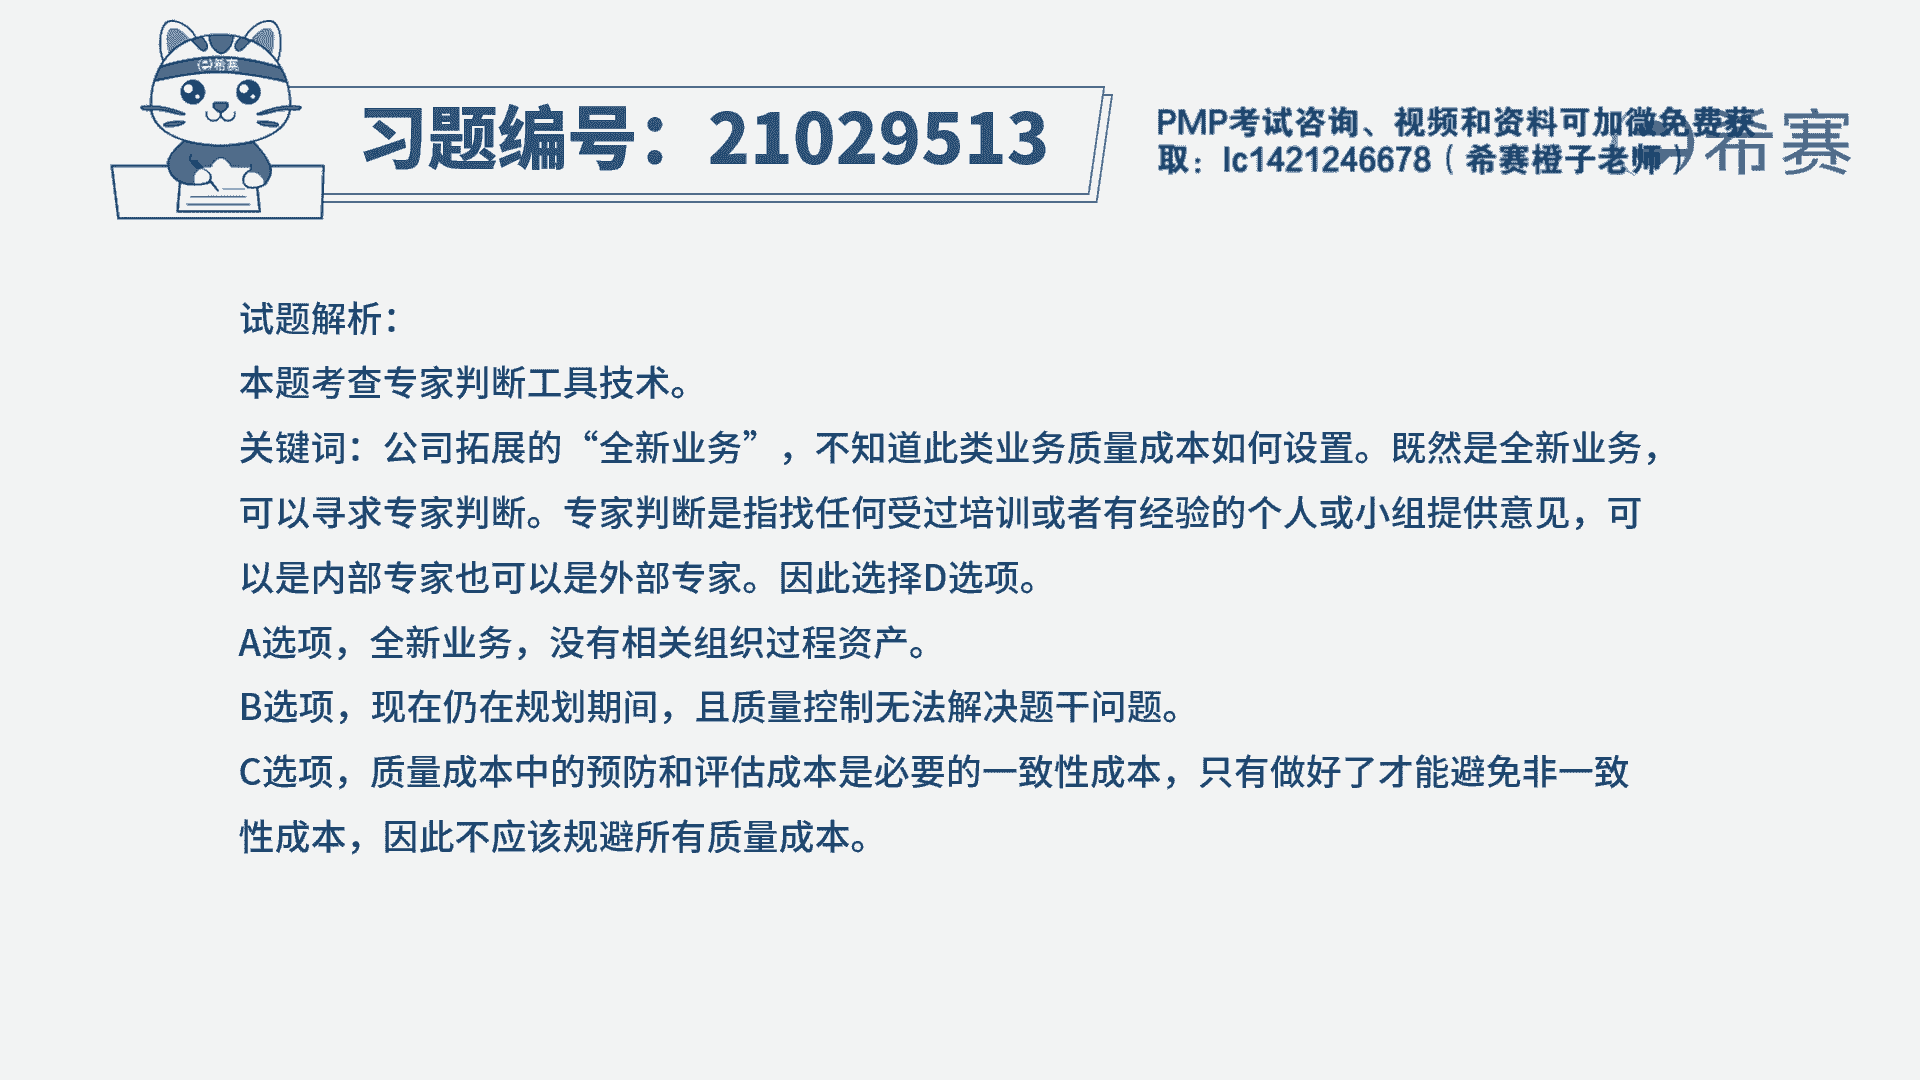 希赛
习题编号：21029513
PMP考试咨询、视频和资料可加微免费获
取：lc1421246678（希赛橙子老师）
希赛
试题解析：
本题考查专家判断工具技术。
关键词：公司拓展的“全新业务”，不知道此类业务质量成本如何设置。既然是全新业务，
可以寻求专家判断。专家判断是指找任何受过培训或者有经验的个人或小组提供意见，可
以是内部专家也可以是外部专家。因此选择D选项。
A选项，全新业务，没有相关组织过程资产。
B选项，现在仍在规划期间，且质量控制无法解决题干问题。
C选项，质量成本中的预防和评估成本是必要的一致性成本，只有做好了才能避免非一致
性成本，因此不应该规避所有质量成本。